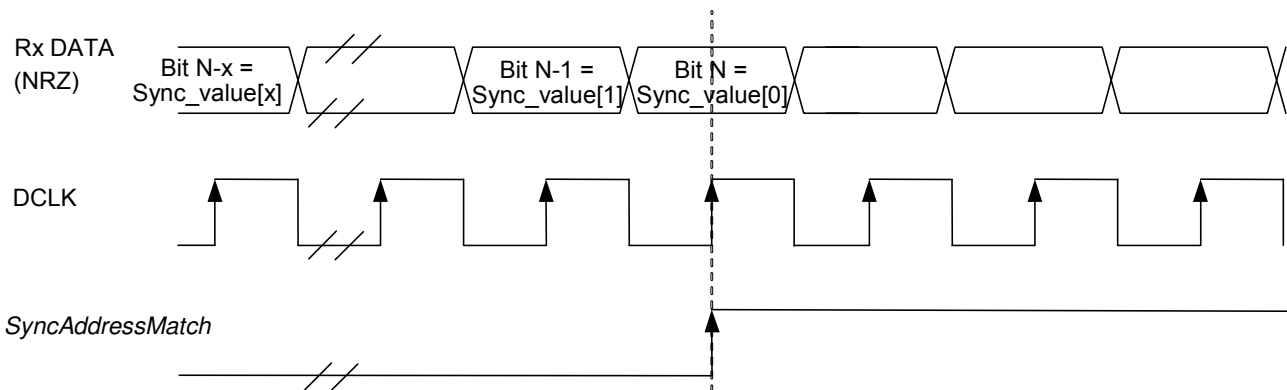 Rx DATA
(NRZ)
Bit N-x =
Sync_value[x]
Bit N-1 =
Sync_value[1]
Bit N =
Sync_value[0]
DCLK
SyncAddressMatch